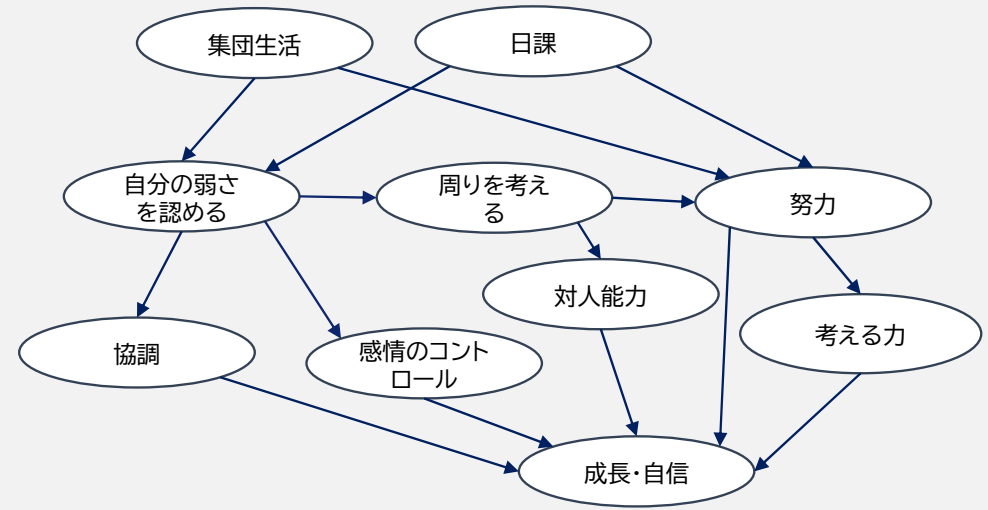 集団生活
日課
自分の弱さ
を認める
周りを考え
る
努力
対人能力
考える力
協調
感情のコント
ロール
成長・自信